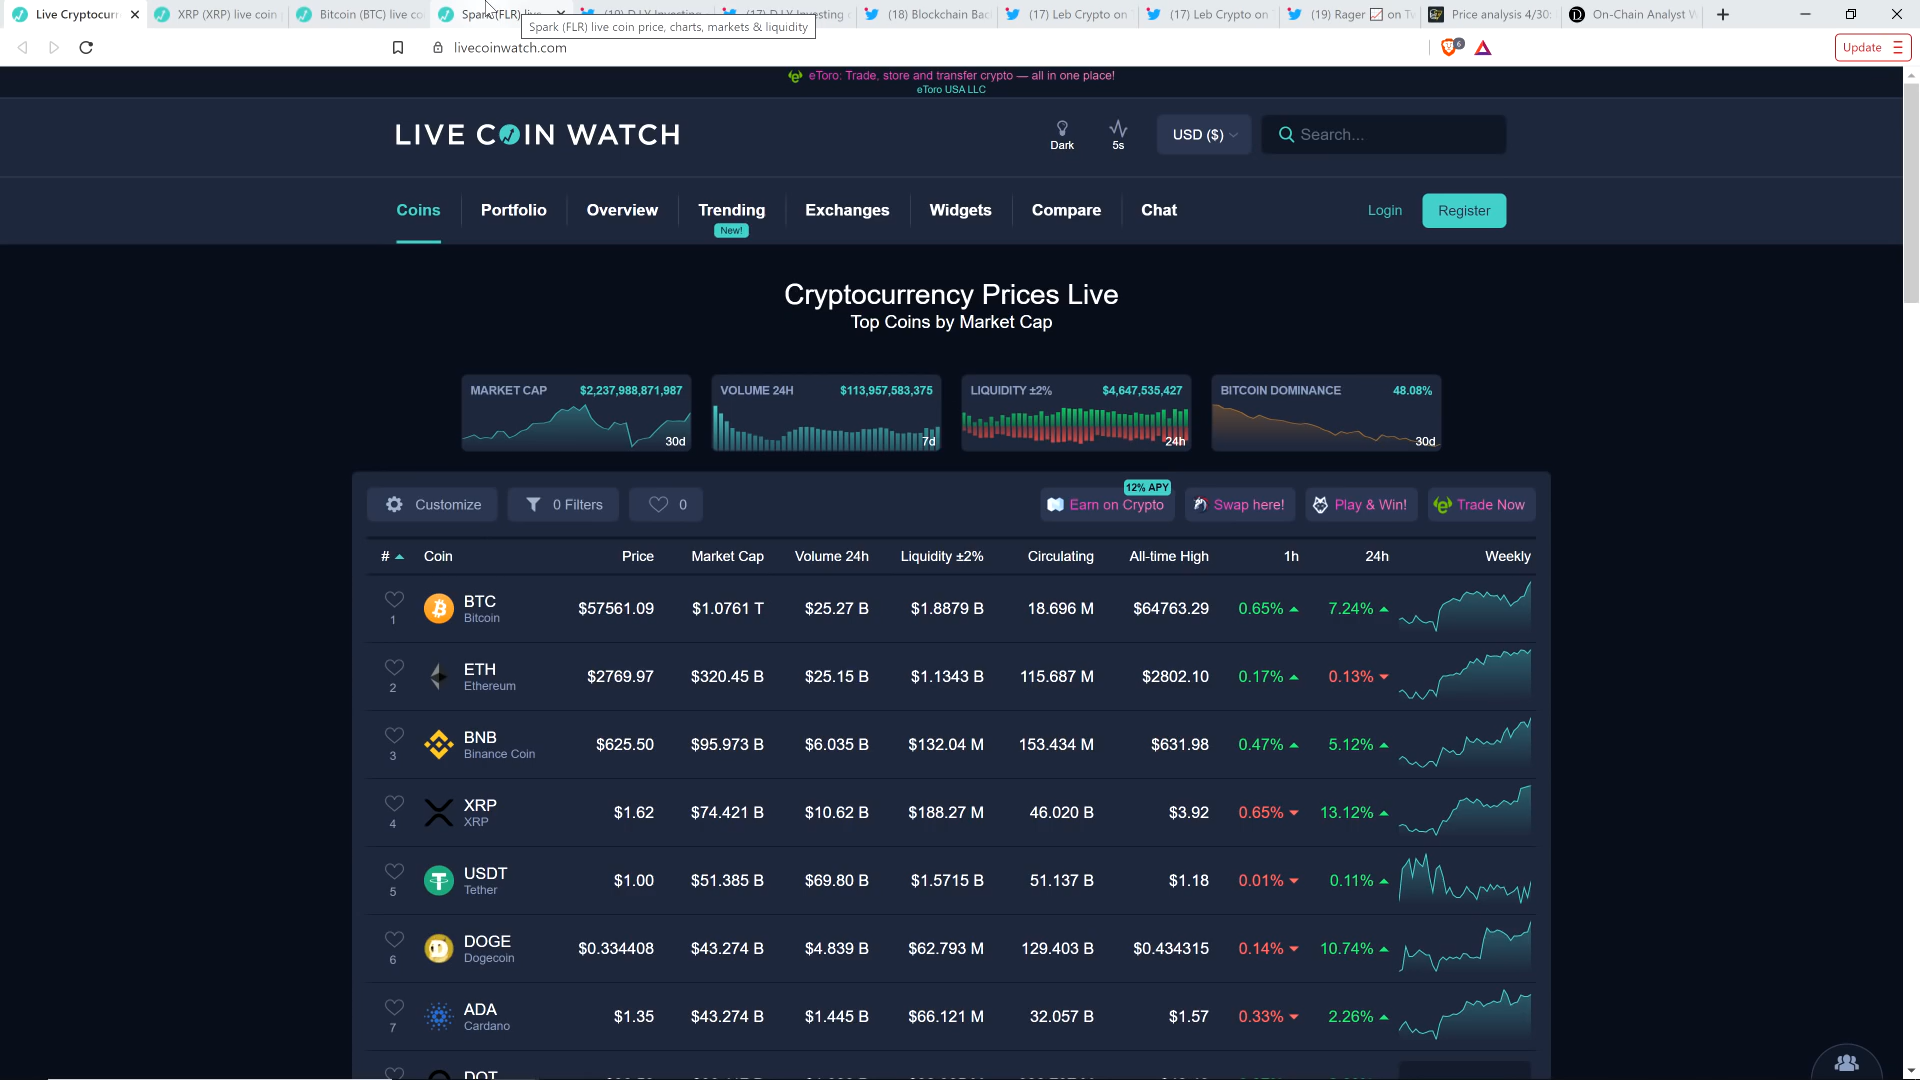 Live Cryptocurr
XRP (XRP) live coin
Bitcoin (BTC) live co
Spark (FLR) live
(18) Blockchain Bac
(17) Leb Crypto on
(17) Leb Crypto on
(19) Rager 📈 on Tw
Price analysis 4/30:
On-Chain Analyst W
Spark (FLR) live coin price, charts, markets & liquidity
livecoinwatch.com
6
Update
eToro: Trade, store and transfer crypto — all in one place!
eToro USA LLC
LIVE COIN WATCH
Dark
5s
USD ($)
Search...
Coins
Portfolio
Overview
Trending
New!
Exchanges
Widgets
Compare
Chat
Login
Register
Cryptocurrency Prices Live
Top Coins by Market Cap
MARKET CAP $2,237,988,871,987
30d
VOLUME 24H $113,957,583,375
7d
LIQUIDITY ±2% $4,647,535,427
24h
BITCOIN DOMINANCE 48.08%
30d
Customize
0 Filters
0
12% APY
Earn on Crypto
Swap here!
Play & Win!
Trade Now
# Coin Price Market Cap Volume 24h Liquidity ±2% Circulating All-time High 1h 24h Weekly
1 BTC Bitcoin $57561.09 $1.0761 T $25.27 B $1.8879 B 18.696 M $64763.29 0.65% 7.24%
2 ETH Ethereum $2769.97 $320.45 B $25.15 B $1.1343 B 115.687 M $2802.10 0.17% 0.13%
3 BNB Binance Coin $625.50 $95.973 B $6.035 B $132.04 M 153.434 M $631.98 0.47% 5.12%
4 XRP XRP $1.62 $74.421 B $10.62 B $188.27 M 46.020 B $3.92 0.65% 13.12%
5 USDT Tether $1.00 $51.385 B $69.80 B $1.5715 B 51.137 B $1.18 0.01% 0.11%
6 DOGE Dogecoin $0.334408 $43.274 B $4.839 B $62.793 M 129.403 B $0.434315 0.14% 10.74%
7 ADA Cardano $1.35 $43.274 B $1.445 B $66.121 M 32.057 B $1.57 0.33% 2.26%
DOT